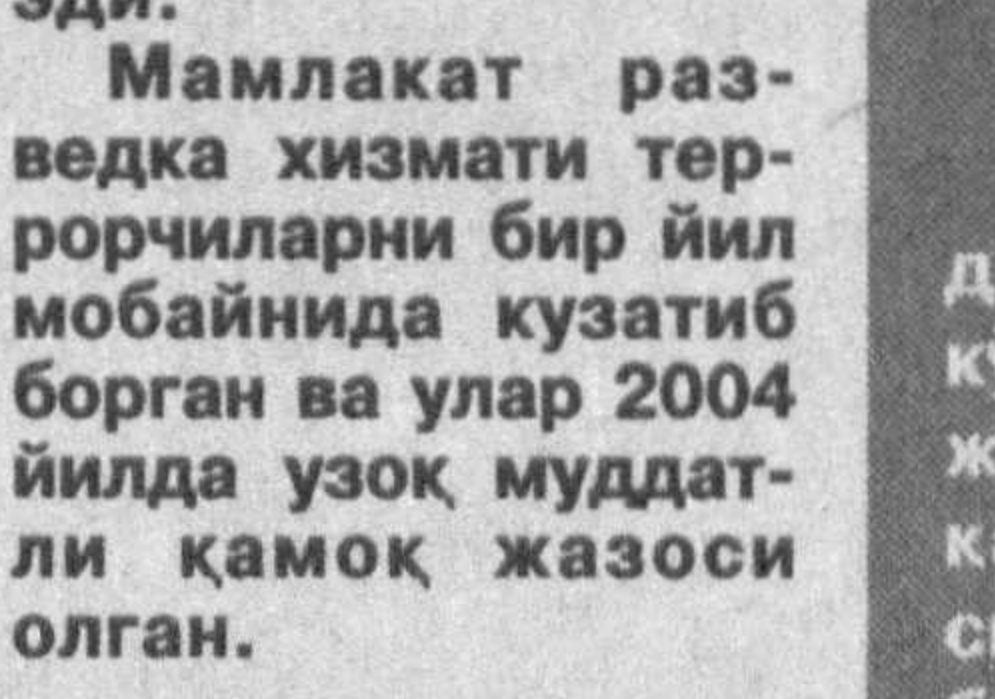 эди.
Мамлакат раз-
ведка хизмати тер-
рорчиларни бир йил
мобайнида кузатиб
борган ва улар 2004
йилда узоқ муддат-
ли қамоқ жазоси
олган.